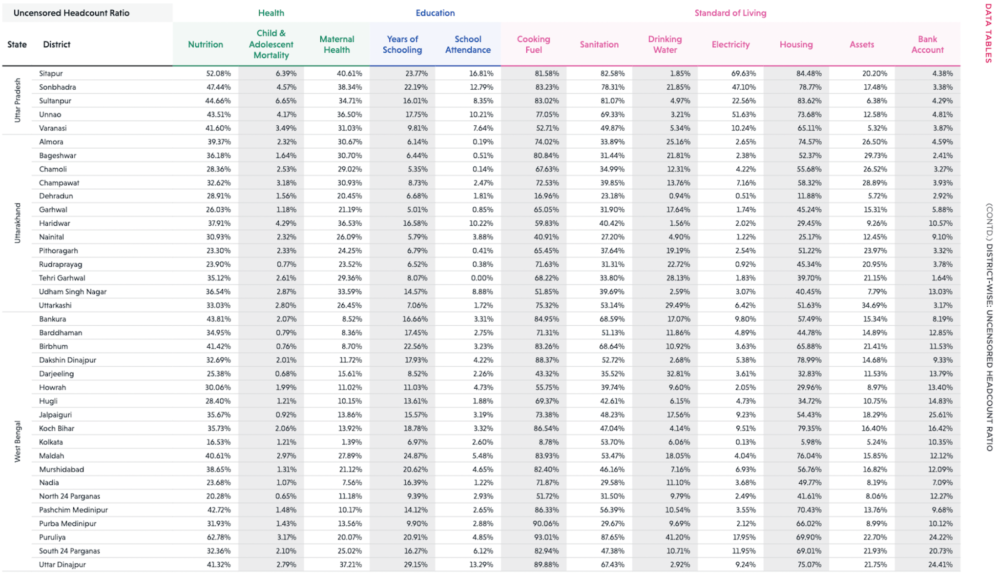 Uncensored Headcount Ratio Health Education Standard of Living
State District Nutrition Child & Adolescent Mortality Maternal Health Years of Schooling School Attendance Cooking Fuel Sanitation Drinking Water Electricity Housing Assets Bank Account
Uttar Pradesh
Sitapur 52.08% 6.39% 40.61% 23.77% 16.81% 81.58% 82.58% 1.85% 69.63% 84.48% 20.20% 4.38%
Sonbhadra 47.44% 4.57% 38.34% 22.19% 12.79% 83.23% 78.31% 21.85% 47.10% 78.77% 17.48% 3.38%
Sultanpur 44.66% 6.65% 34.71% 16.01% 8.35% 83.02% 81.07% 4.97% 22.56% 83.62% 6.38% 4.29%
Unnao 43.51% 4.17% 36.50% 17.75% 10.21% 77.05% 69.33% 3.21% 51.63% 73.68% 12.58% 4.81%
Varanasi 41.60% 3.49% 31.03% 9.81% 7.64% 52.71% 49.87% 5.34% 10.24% 65.11% 5.32% 3.87%
Uttarakhand
Almora 39.37% 2.32% 30.67% 6.14% 0.19% 74.02% 33.89% 25.16% 2.65% 74.57% 26.50% 4.59%
Bageshwar 36.18% 1.64% 30.70% 6.44% 0.51% 80.84% 31.44% 21.81% 2.38% 52.37% 29.73% 2.41%
Chamoli 28.36% 2.53% 29.02% 5.35% 0.14% 67.63% 34.99% 12.31% 4.22% 55.68% 26.52% 3.27%
Champawat 32.62% 3.18% 30.93% 8.73% 2.47% 72.53% 39.85% 13.76% 7.16% 58.32% 28.89% 3.93%
Dehradun 28.91% 1.56% 20.45% 6.68% 1.81% 16.96% 23.18% 0.94% 0.51% 11.88% 5.72% 2.92%
Garhwal 26.03% 1.18% 21.19% 5.01% 0.85% 65.05% 31.90% 17.64% 1.74% 45.24% 15.31% 5.88%
Haridwar 37.91% 4.29% 36.53% 16.58% 10.22% 59.83% 40.42% 1.56% 2.02% 29.45% 9.26% 10.57%
Nainital 30.93% 2.32% 26.09% 5.79% 3.88% 40.91% 27.20% 4.90% 1.22% 25.17% 12.45% 9.10%
Pithoragarh 23.30% 2.33% 24.25% 6.79% 0.41% 65.45% 37.64% 19.19% 2.54% 51.22% 23.97% 3.32%
Rudraprayag 23.90% 0.77% 23.52% 6.52% 0.38% 71.63% 31.31% 22.72% 0.92% 45.34% 20.95% 3.78%
Tehri Garhwal 35.12% 2.61% 29.36% 8.07% 0.00% 68.22% 33.80% 28.13% 1.83% 39.70% 21.15% 1.64%
Udham Singh Nagar 36.54% 2.87% 33.59% 14.57% 8.88% 51.85% 39.69% 2.59% 3.07% 40.45% 7.79% 13.03%
Uttarkashi 33.03% 2.80% 26.45% 7.06% 1.72% 75.32% 53.14% 29.49% 6.42% 51.63% 34.69% 3.17%
West Bengal
Bankura 43.81% 2.07% 8.52% 16.66% 3.31% 84.95% 68.59% 17.07% 9.80% 57.49% 15.34% 8.19%
Barddhaman 34.95% 0.79% 8.36% 17.45% 2.75% 71.31% 51.13% 11.86% 4.89% 44.78% 14.89% 12.85%
Birbhum 41.42% 0.76% 8.70% 22.56% 3.23% 83.26% 68.64% 10.92% 3.63% 65.88% 21.41% 11.53%
Dakshin Dinajpur 32.69% 2.01% 11.72% 17.93% 4.22% 88.37% 52.72% 2.68% 5.38% 78.99% 14.68% 9.33%
Darjeeling 25.38% 0.68% 15.61% 8.52% 2.26% 43.32% 35.52% 32.81% 3.61% 32.83% 11.53% 13.79%
Howrah 30.06% 1.99% 11.02% 11.03% 4.73% 55.75% 39.74% 9.60% 2.05% 29.96% 8.97% 13.40%
Hugli 28.40% 1.21% 10.15% 13.61% 1.88% 69.37% 42.61% 6.15% 4.73% 34.72% 10.75% 14.83%
Jalpaiguri 35.67% 0.92% 13.86% 15.57% 3.19% 73.38% 48.23% 17.56% 9.23% 54.43% 18.29% 25.61%
Koch Bihar 35.73% 2.06% 13.92% 18.78% 3.32% 86.54% 47.04% 4.14% 9.51% 79.35% 16.40% 16.42%
Kolkata 16.53% 1.21% 1.39% 6.97% 2.60% 8.78% 53.70% 6.06% 0.13% 5.98% 5.24% 10.35%
Maldah 40.61% 2.97% 27.89% 24.87% 5.48% 83.93% 53.47% 18.05% 4.04% 76.04% 15.85% 12.12%
Murshidabad 38.65% 1.31% 21.12% 20.62% 4.65% 82.40% 46.16% 7.16% 6.93% 56.76% 16.82% 12.09%
Nadia 23.68% 1.07% 7.56% 16.39% 1.22% 71.87% 29.58% 11.10% 3.68% 49.77% 8.19% 7.09%
North 24 Parganas 20.28% 0.65% 11.18% 9.39% 2.93% 51.72% 31.50% 9.79% 2.49% 41.61% 8.06% 12.27%
Pashchim Medinipur 42.72% 1.48% 10.17% 14.12% 2.65% 86.33% 56.39% 10.54% 3.55% 70.43% 13.76% 9.68%
Purba Medinipur 31.93% 1.43% 13.56% 9.90% 2.88% 90.06% 29.67% 9.69% 2.12% 66.02% 8.99% 10.12%
Puruliya 62.78% 3.17% 20.07% 20.91% 4.85% 93.01% 87.65% 41.20% 17.95% 69.90% 22.70% 24.22%
South 24 Parganas 32.36% 2.10% 25.02% 16.27% 6.12% 82.94% 47.38% 10.71% 11.95% 69.01% 21.93% 20.73%
Uttar Dinajpur 41.32% 2.79% 37.21% 29.15% 13.29% 89.88% 67.43% 2.92% 9.24% 75.07% 21.75% 24.41%
DATA TABLES
(CONTD.) DISTRICT-WISE: UNCENSORED HEADCOUNT RATIO